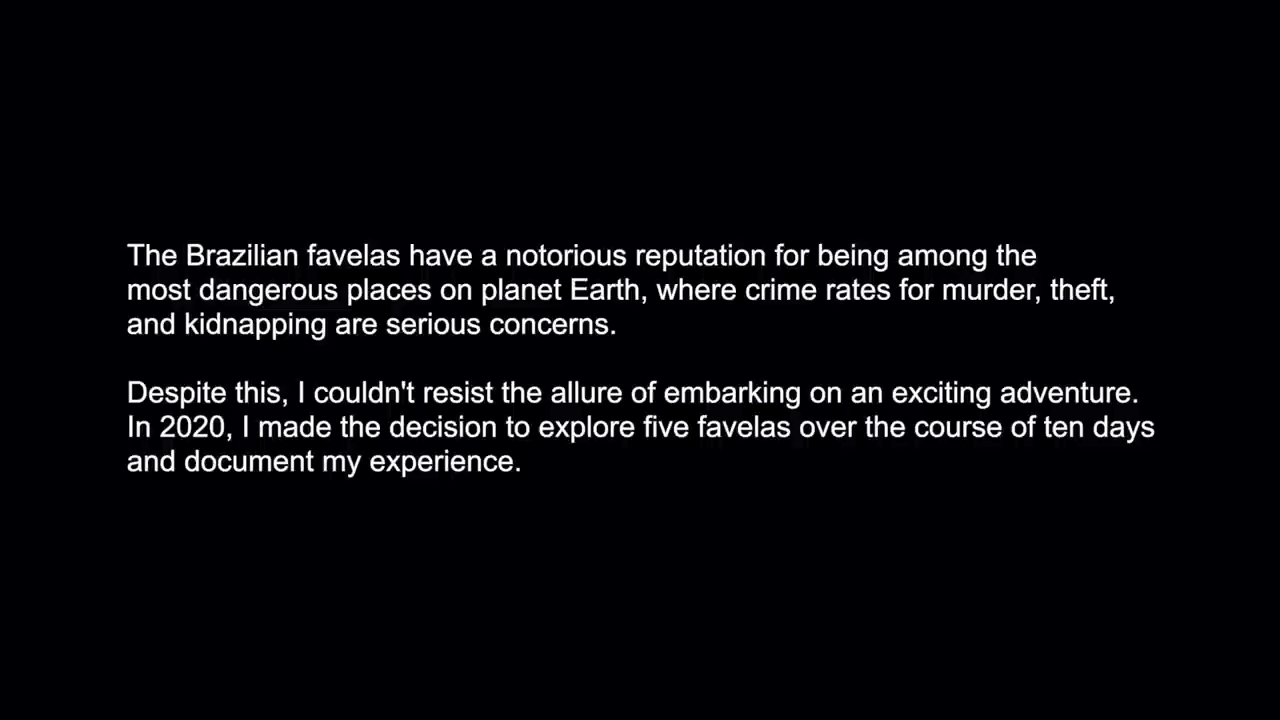 The Brazilian favelas have a notorious reputation for being among the
most dangerous places on planet Earth, where crime rates for murder, theft,
and kidnapping are serious concerns.
Despite this, I couldn't resist the allure of embarking on an exciting adventure.
In 2020, I made the decision to explore five favelas over the course of ten days
and document my experience.